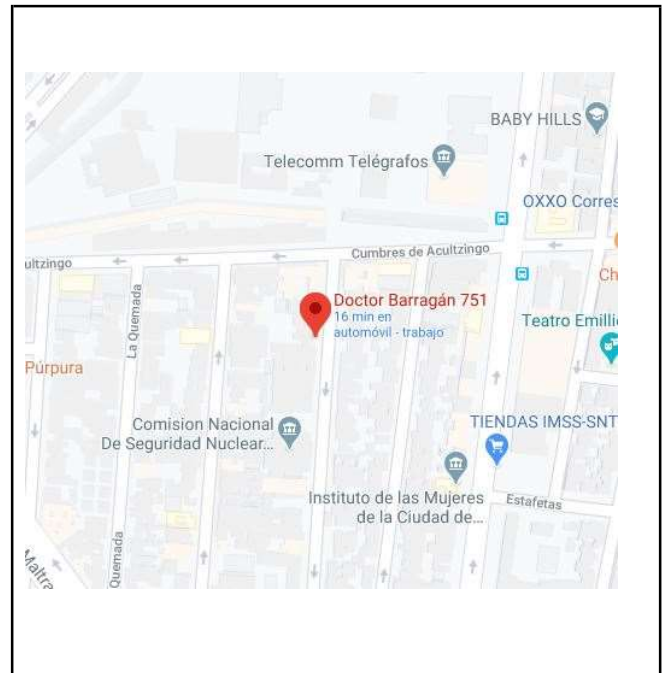 BABY HILLS
Telecomm Telégrafos
OXXO Corres
Cumbres de Acultzingo
ultzingo
Ch
La Quemada
Doctor Barragán 751
16 min en
automóvil - trabajo
Teatro Emilli
Púrpura
Comision Nacional
De Seguridad Nuclear...
TIENDAS IMSS-SNT
Instituto de las Mujeres
de la Ciudad de...
Estafetas
Quemada
Maltra